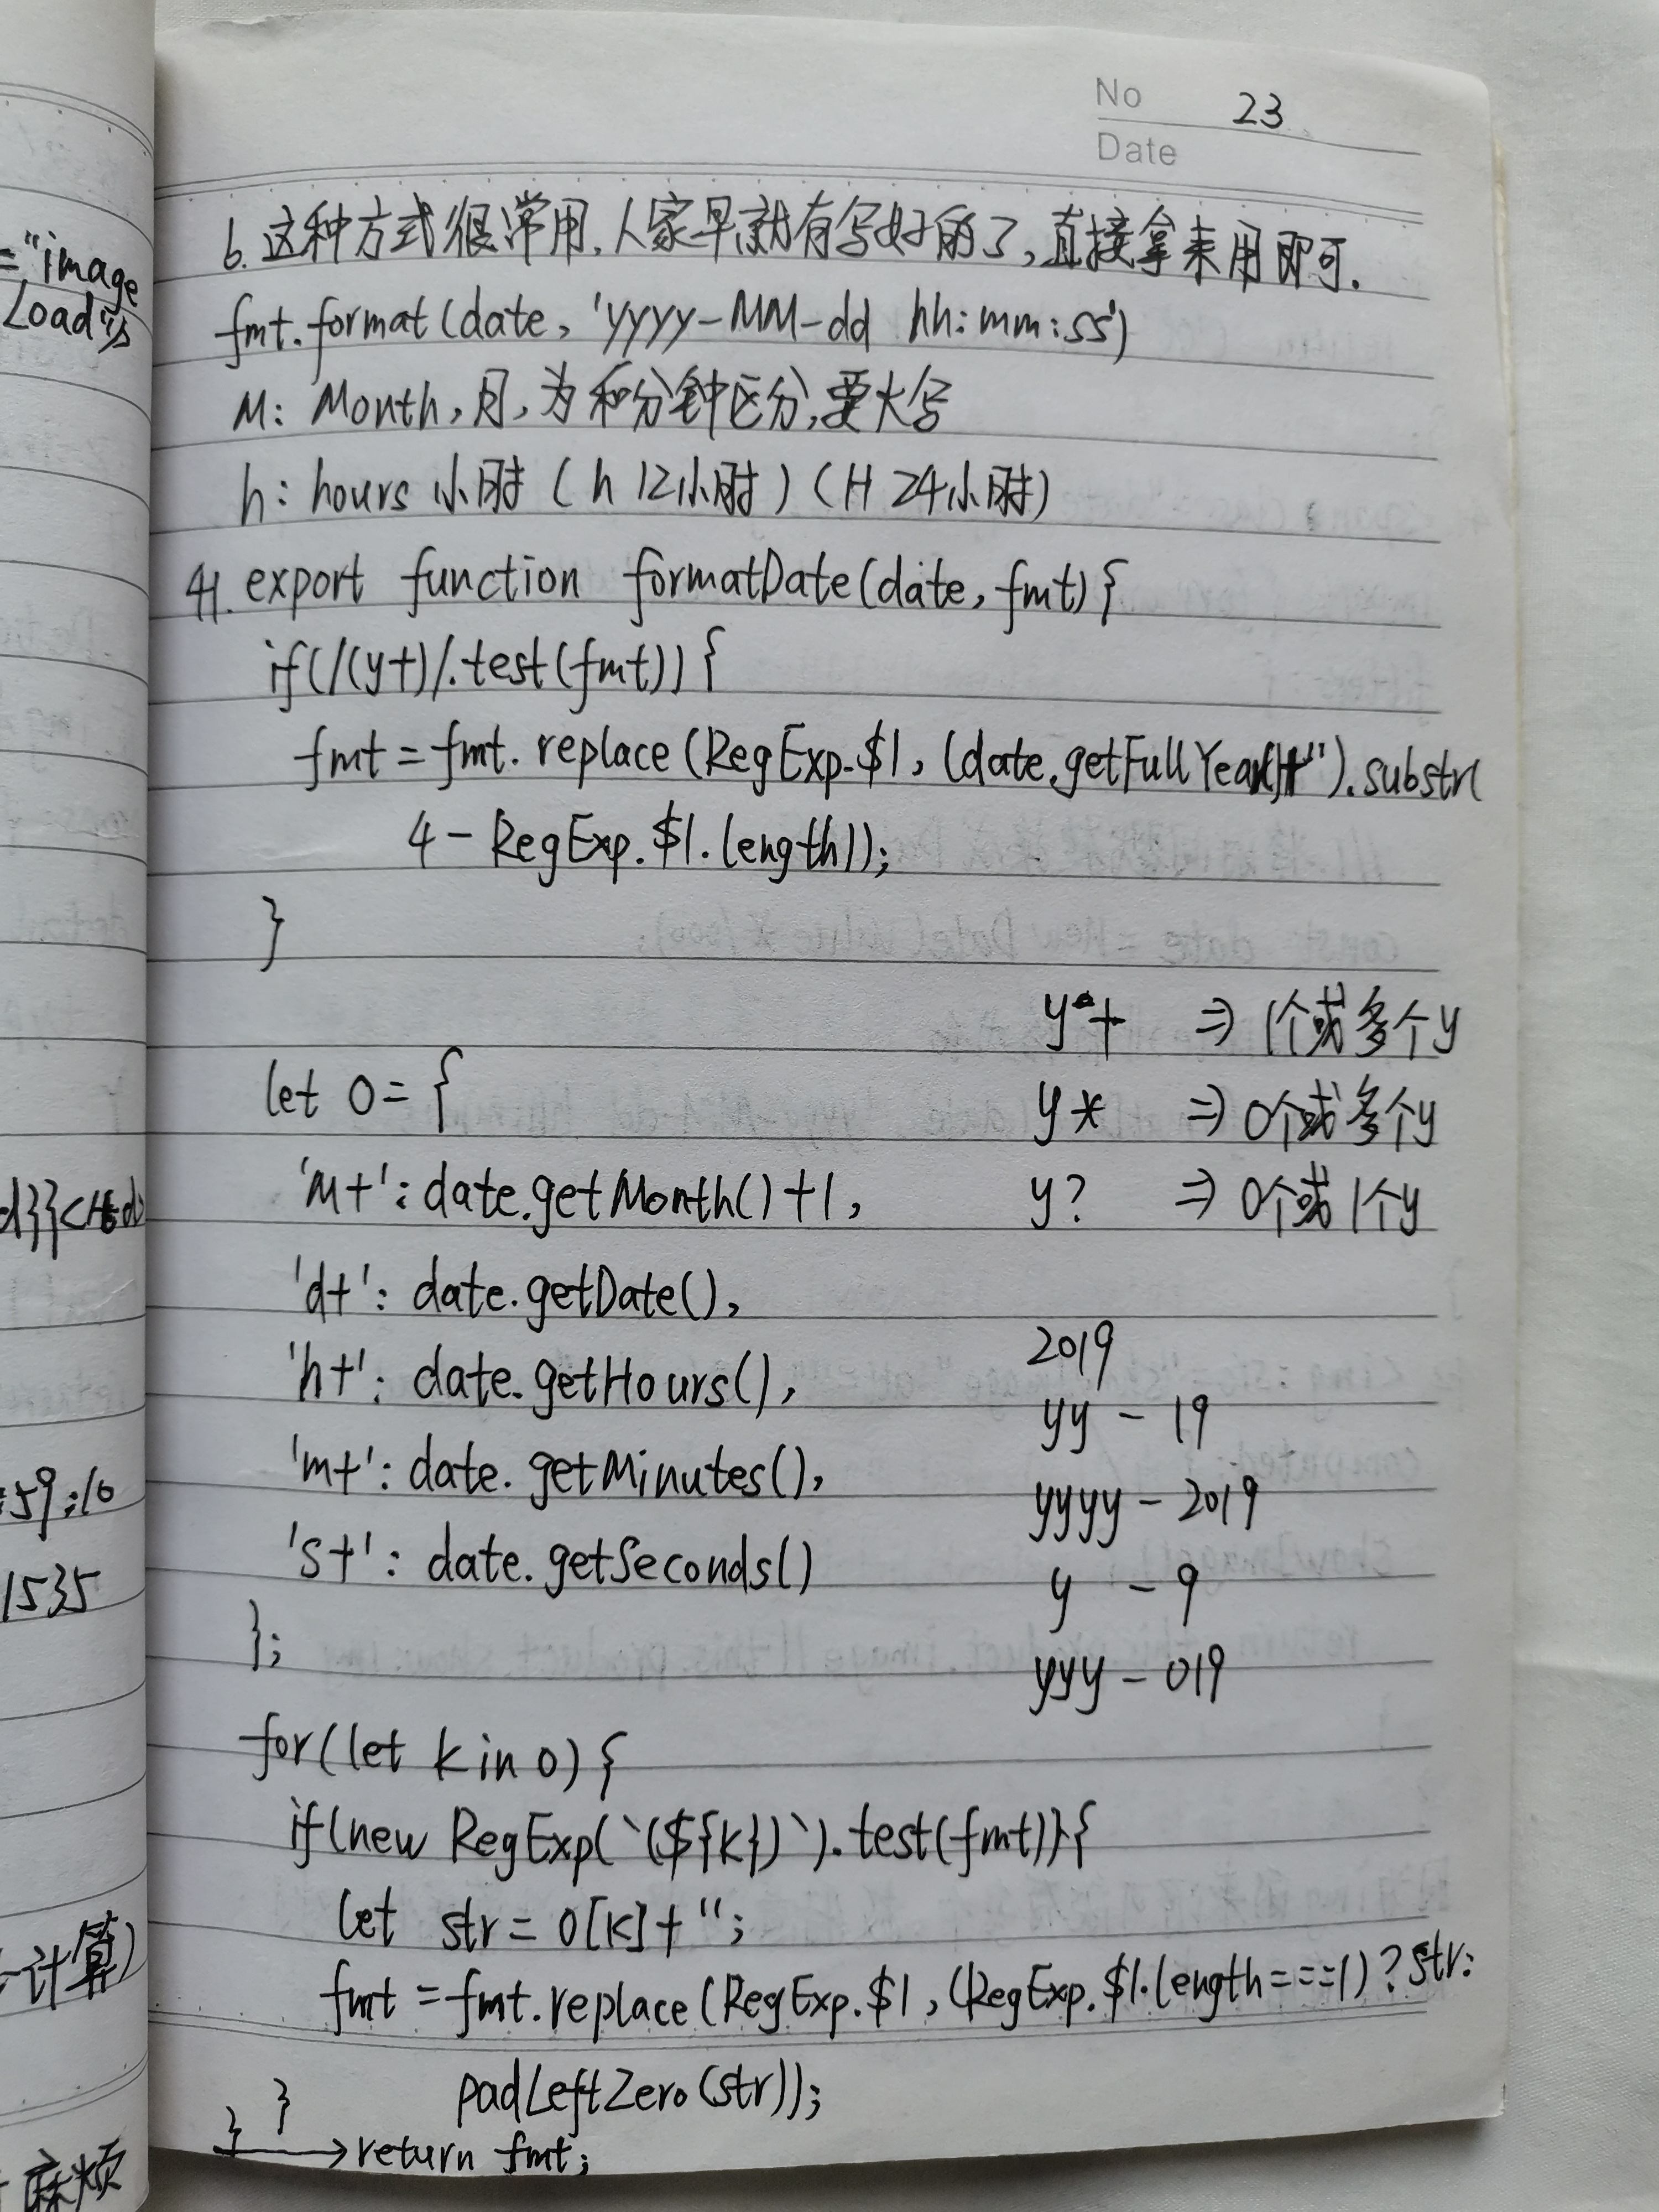 No 23
Date
="image
Load"/>
6.这种方式很常用,人家早就有写好的了,直接拿来用即可.
fmt.format(date, 'yyyy-MM-dd hh:mm:ss')
M: Month,月,为和分钟区分,要大写
h: hours 小时 (h 12小时) (H 24小时)
41. export function formatDate(date,fmt){
if(/(y+)/.test(fmt)){
fmt=fmt.replace(RegExp.$1,(date.getFullYear()+'').substr(
4-RegExp.$1.length));
}
y+ ⇒ 1个或多个y
let o={
y* ⇒ 0个或多个y
'M+': date.getMonth()+1,
y? ⇒ 0个或1个y
'd+': date.getDate(),
2019
'h+': date.getHours(),
yy - 19
'm+': date.getMinutes(),
yyyy - 2019
's+': date.getSeconds()
y - 9
};
yyy - 019
for(let k in o){
if(new RegExp(`(${k})`).test(fmt)){
let str=o[k]+'';
fmt=fmt.replace(RegExp.$1,(RegExp.$1.length===1)?str:
padLeftZero(str));
}
}
→return fmt;
:59:10
1535
计算)
麻烦